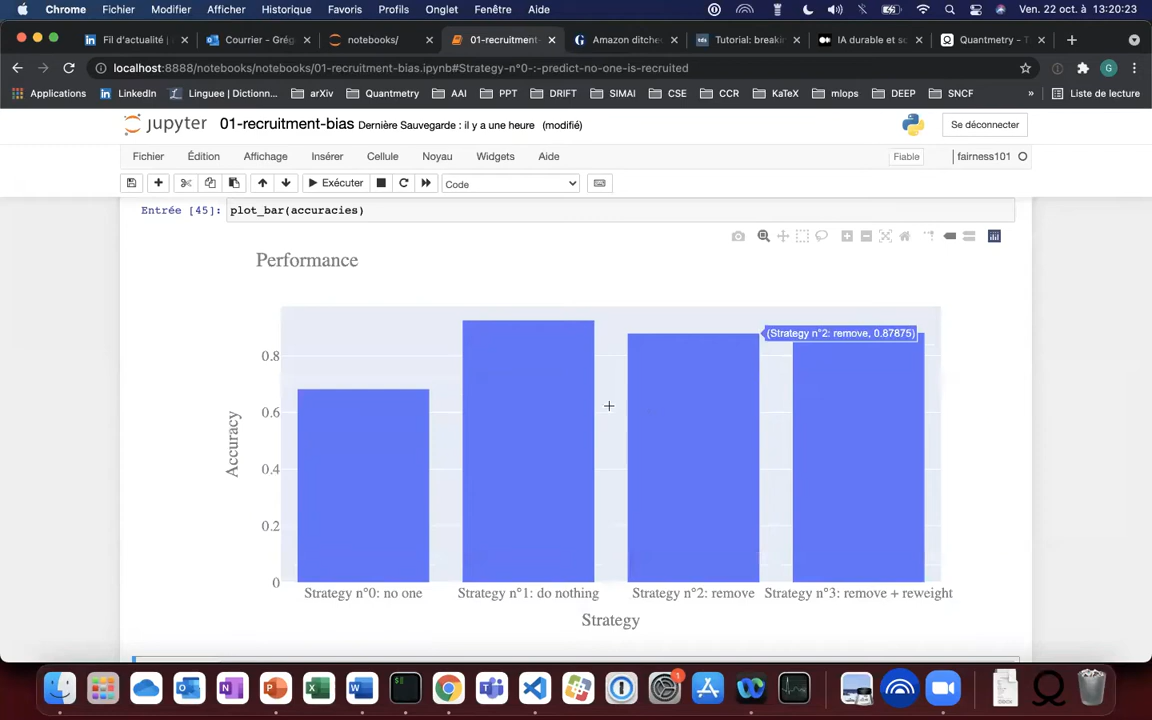 Chrome Fichier Modifier Afficher Historique Favoris Profils Onglet Fenêtre Aide Ven. 22 oct. à 13:20:23
Fil d'actualité | Courrier – Grég notebooks/ 01-recruitment- Amazon ditche Tutorial: breaki IA durable et so Quantmetry – T
localhost:8888/notebooks/notebooks/01-recruitment-bias.ipynb#Strategy-n°0-:-predict-no-one-is-recruited
G
Applications LinkedIn Linguee | Dictionn... arXiv Quantmetry AAI PPT DRIFT SIMAI CSE CCR KaTeX mlops DEEP SNCF » Liste de lecture
jupyter 01-recruitment-bias Dernière Sauvegarde : il y a une heure (modifié) Se déconnecter
Fichier Édition Affichage Insérer Cellule Noyau Widgets Aide Fiable fairness101
Exécuter Code
Entrée [45]: plot_bar(accuracies)
Performance
(Strategy n°2: remove, 0.87875)
0.8
0.6
0.4
0.2
0
Accuracy
Strategy n°0: no one Strategy n°1: do nothing Strategy n°2: remove Strategy n°3: remove + reweight
Strategy
1